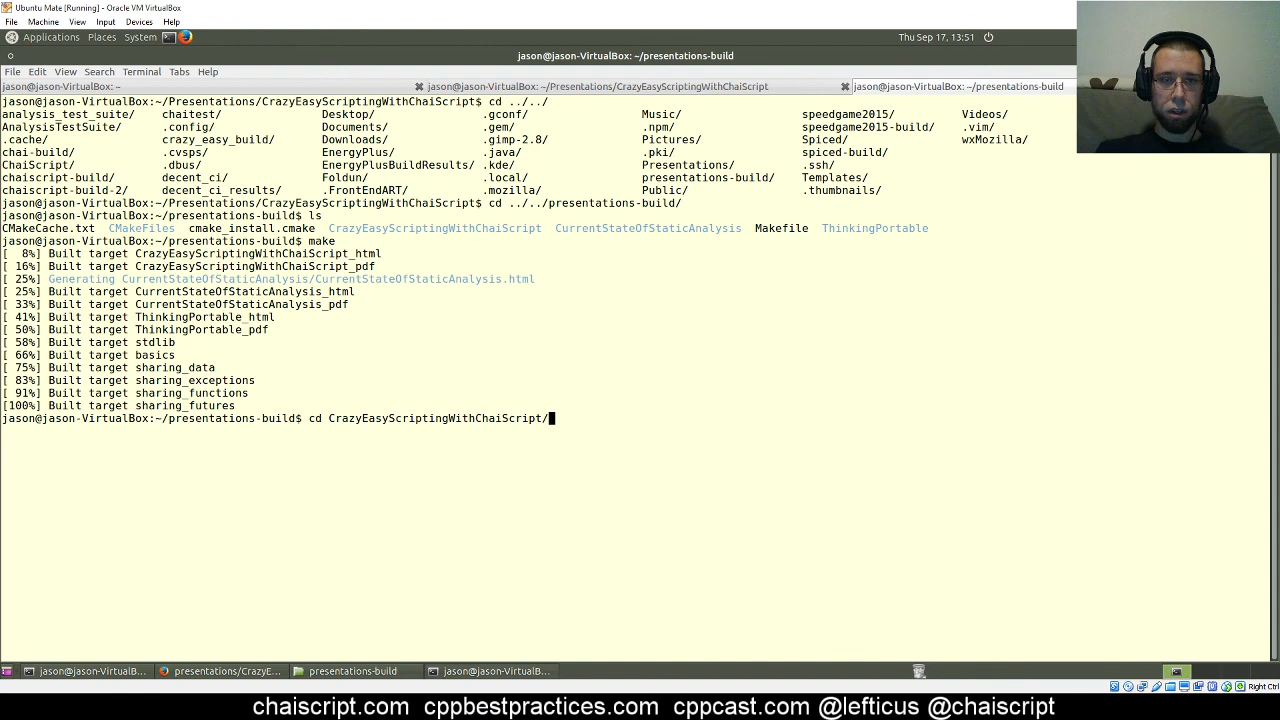 Ubuntu Mate [Running] - Oracle VM VirtualBox
File Machine View Input Devices Help
Applications Places System Thu Sep 17, 13:51
jason@jason-VirtualBox: ~/presentations-build
File Edit View Search Terminal Tabs Help
jason@jason-VirtualBox: ~ jason@jason-VirtualBox: ~/Presentations/CrazyEasyScriptingWithChaiScript jason@jason-VirtualBox: ~/presentations-build
jason@jason-VirtualBox:~/Presentations/CrazyEasyScriptingWithChaiScript$ cd ../../
analysis_test_suite/ chaitest/ Desktop/ .gconf/ Music/ speedgame2015/ Videos/
AnalysisTestSuite/ .config/ Documents/ .gem/ .npm/ speedgame2015-build/ .vim/
.cache/ crazy_easy_build/ Downloads/ .gimp-2.8/ Pictures/ Spiced/ wxMozilla/
chai-build/ .cvsps/ EnergyPlus/ .java/ .pki/ spiced-build/
ChaiScript/ .dbus/ EnergyPlusBuildResults/ .kde/ Presentations/ .ssh/
chaiscript-build/ decent_ci/ Foldun/ .local/ presentations-build/ Templates/
chaiscript-build-2/ decent_ci_results/ .FrontEndART/ .mozilla/ Public/ .thumbnails/
jason@jason-VirtualBox:~/Presentations/CrazyEasyScriptingWithChaiScript$ cd ../../presentations-build/
jason@jason-VirtualBox:~/presentations-build$ ls
CMakeCache.txt CMakeFiles cmake_install.cmake CrazyEasyScriptingWithChaiScript CurrentStateOfStaticAnalysis Makefile ThinkingPortable
jason@jason-VirtualBox:~/presentations-build$ make
[  8%] Built target CrazyEasyScriptingWithChaiScript_html
[ 16%] Built target CrazyEasyScriptingWithChaiScript_pdf
[ 25%] Generating CurrentStateOfStaticAnalysis/CurrentStateOfStaticAnalysis.html
[ 25%] Built target CurrentStateOfStaticAnalysis_html
[ 33%] Built target CurrentStateOfStaticAnalysis_pdf
[ 41%] Built target ThinkingPortable_html
[ 50%] Built target ThinkingPortable_pdf
[ 58%] Built target stdlib
[ 66%] Built target basics
[ 75%] Built target sharing_data
[ 83%] Built target sharing_exceptions
[ 91%] Built target sharing_functions
[100%] Built target sharing_futures
jason@jason-VirtualBox:~/presentations-build$ cd CrazyEasyScriptingWithChaiScript/
jason@jason-VirtualB... presentations/CrazyE... presentations-build jason@jason-VirtualB...
Right Ctrl
chaiscript.com cppbestpractices.com cppcast.com @lefticus @chaiscript